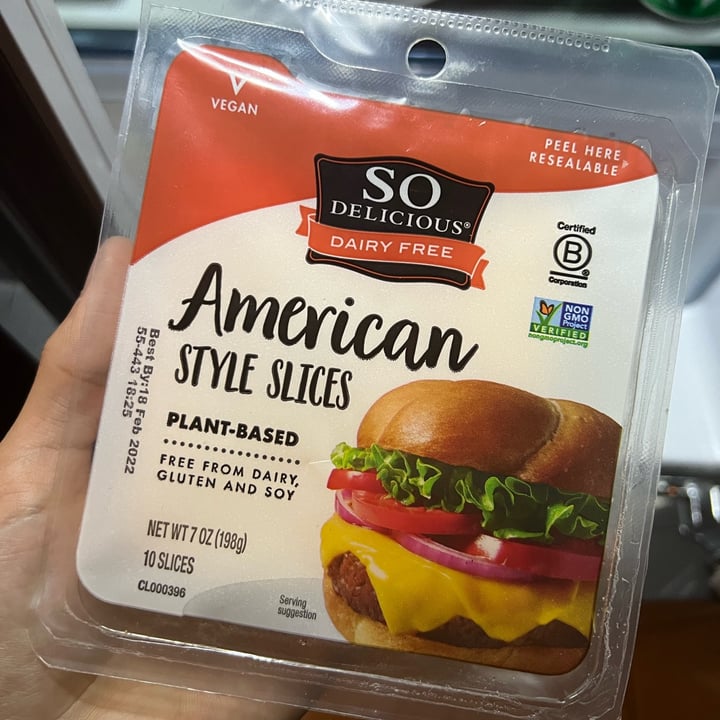 V
VEGAN
PEEL HERE
RESEALABLE
SO
DELICIOUS®
DAIRY FREE
Certified
B
®
Corporation
American
STYLE SLICES
NON
GMO
Project
VERIFIED
nongmoproject.org
Best By:18 Feb 2022
55-443 18:25
PLANT-BASED
FREE FROM DAIRY,
GLUTEN AND SOY
NET WT 7 OZ (198g)
10 SLICES
CL000396
Serving
suggestion